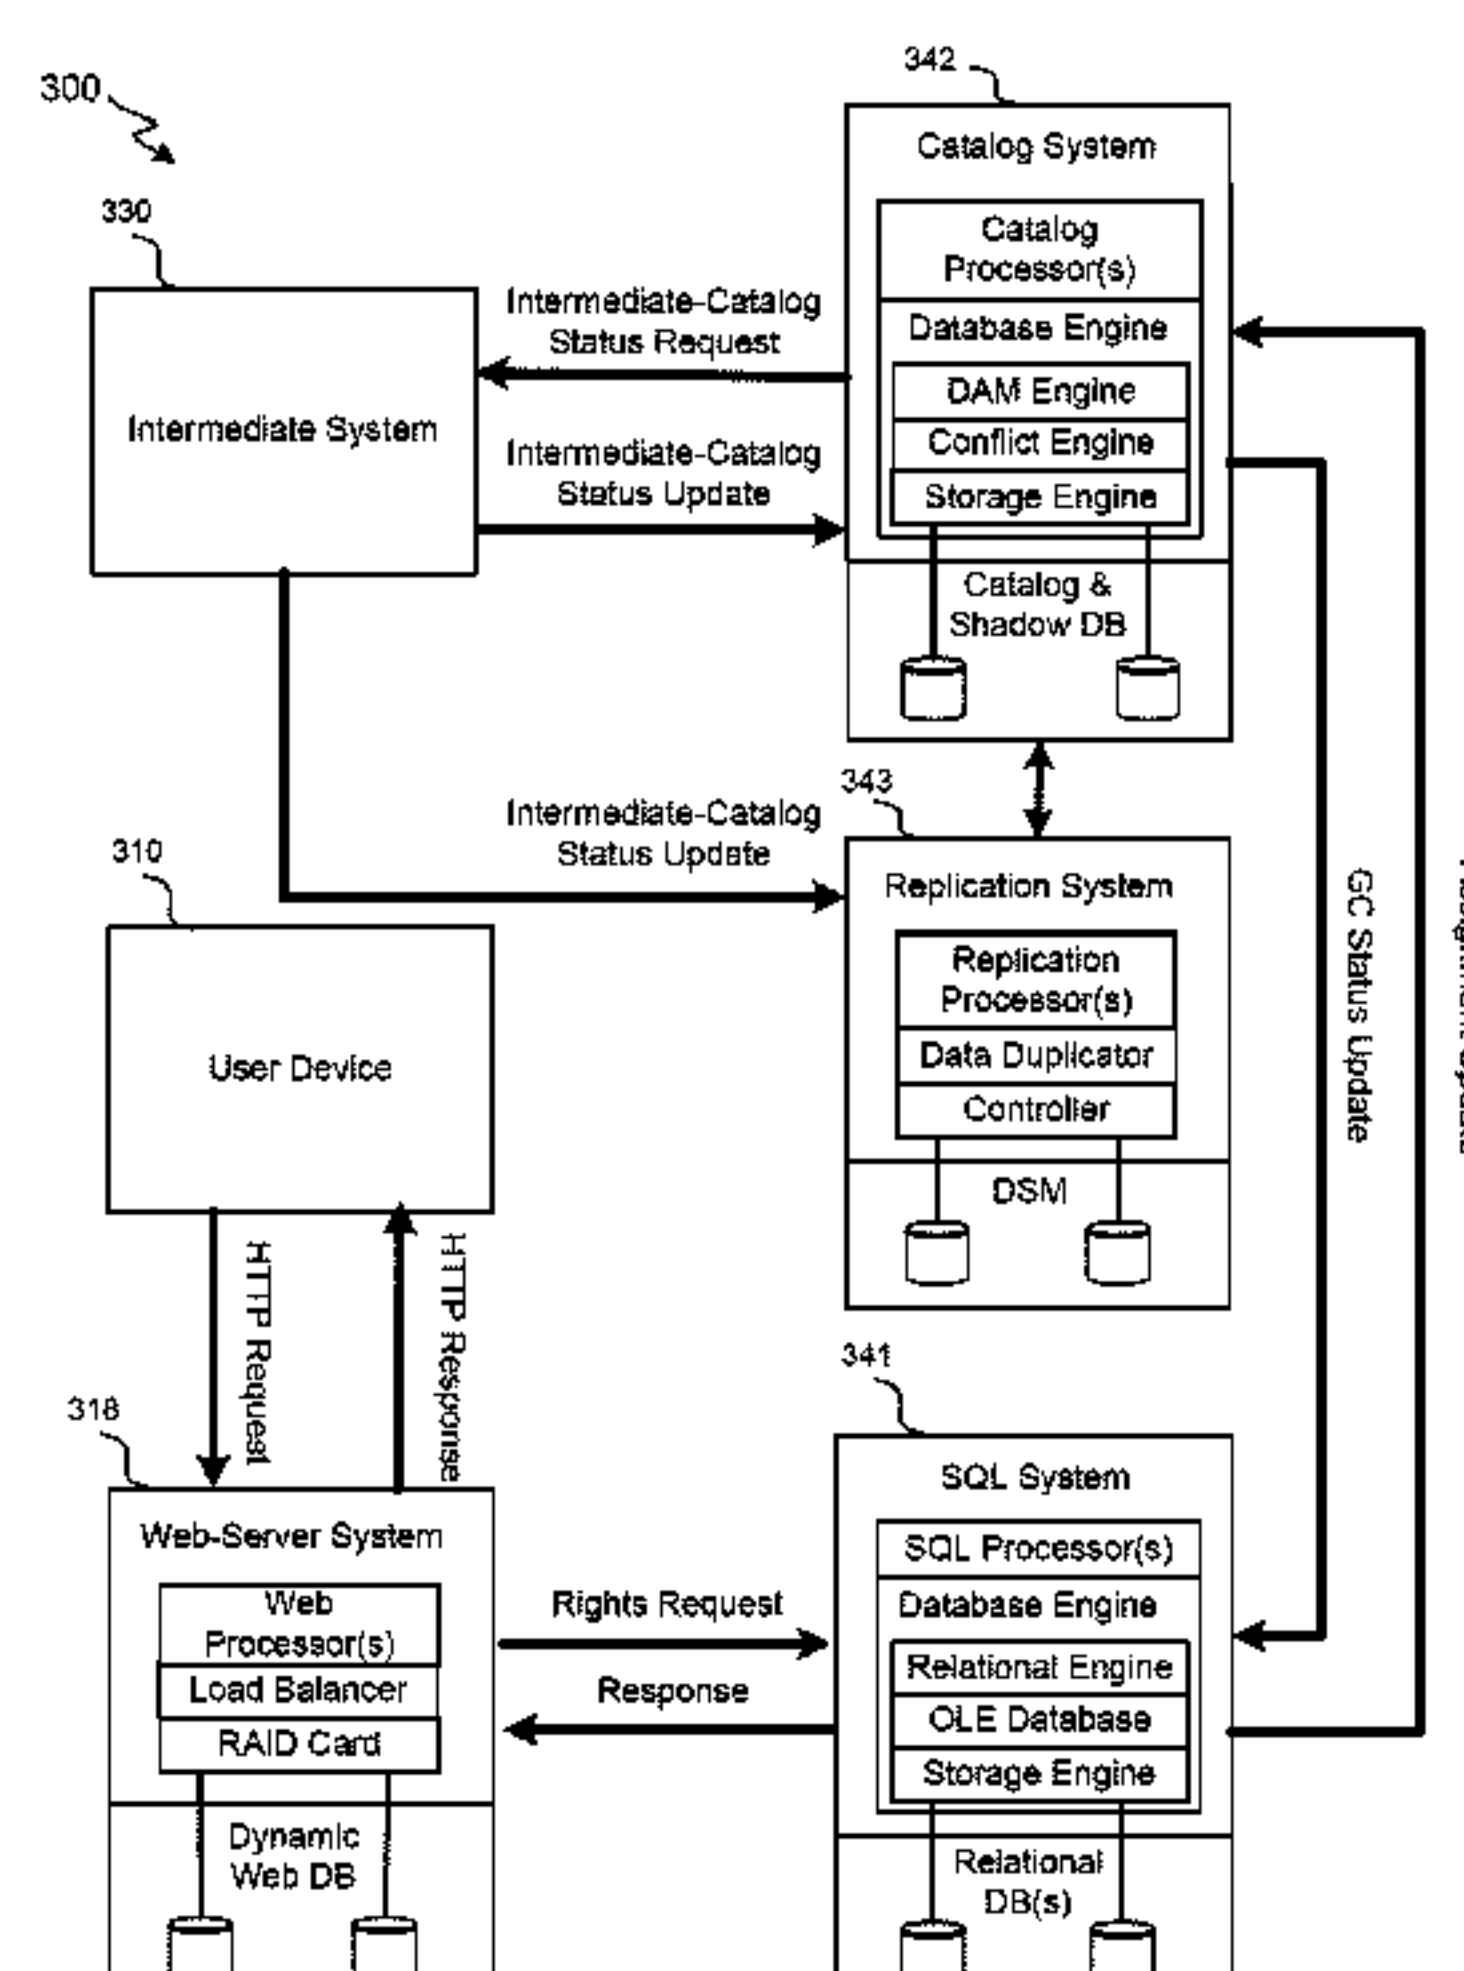 300
342
Catalog System
Catalog
Processor(s)
Database Engine
DAM Engine
Conflict Engine
Storage Engine
Catalog &
Shadow DB
330
Intermediate System
Intermediate-Catalog
Status Request
Intermediate-Catalog
Status Update
Intermediate-Catalog
Status Update
343
Replication System
Replication
Processor(s)
Data Duplicator
Controller
DSM
GC Status Update
310
User Device
HTTP Request
HTTP Response
318
Web-Server System
Web
Processor(s)
Load Balancer
RAID Card
Dynamic
Web DB
Rights Request
Response
341
SQL System
SQL Processor(s)
Database Engine
Relational Engine
OLE Database
Storage Engine
Relational
DB(s)